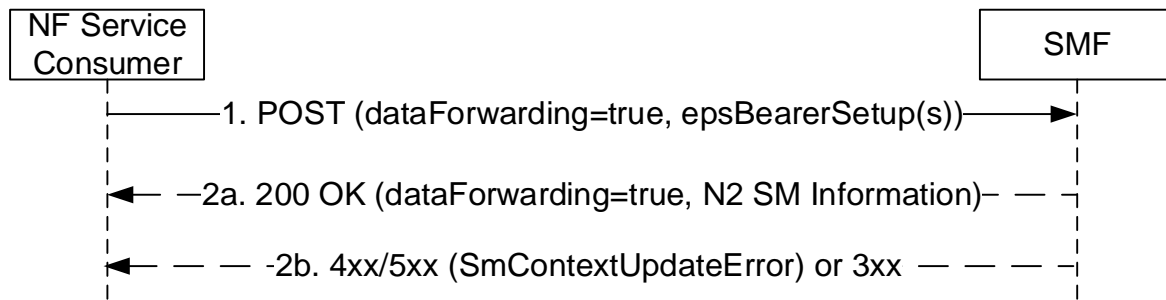 NF Service
Consumer
SMF
1. POST (dataForwarding=true, epsBearerSetup(s))
2a. 200 OK (dataForwarding=true, N2 SM Information)
2b. 4xx/5xx (SmContextUpdateError) or 3xx